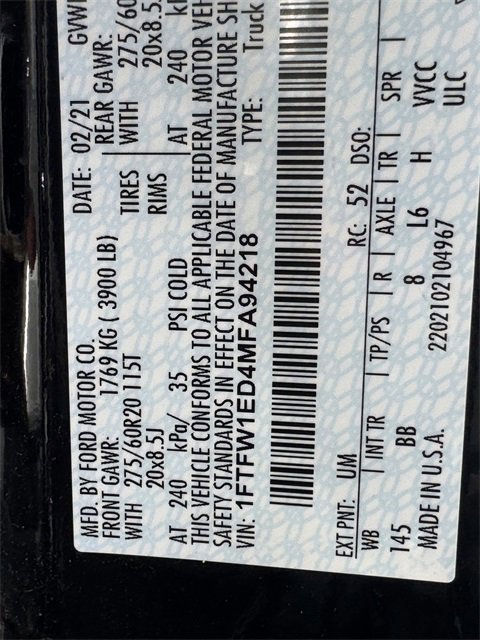 MFD. BY FORD MOTOR CO.
DATE: 02/21 GVWR
FRONT GAWR: 1769 KG ( 3900 LB) REAR GAWR:
WITH 275/60R20 115T TIRES WITH 275/60
20x8.5J RIMS 20x8.5
AT 240 kPa/ 35 PSI COLD AT 240 kP
THIS VEHICLE CONFORMS TO ALL APPLICABLE FEDERAL MOTOR VEH
SAFETY STANDARDS IN EFFECT ON THE DATE OF MANUFACTURE SH
VIN: 1FTFW1ED4MFA94218 TYPE: Truck
EXT PNT: UM RC: 52 DSO:
WB | INT TR | TP/PS | R | AXLE | TR | SPR |
145 BB 8 L6 H VVCC
MADE IN U.S.A. 2202102104967 ULC